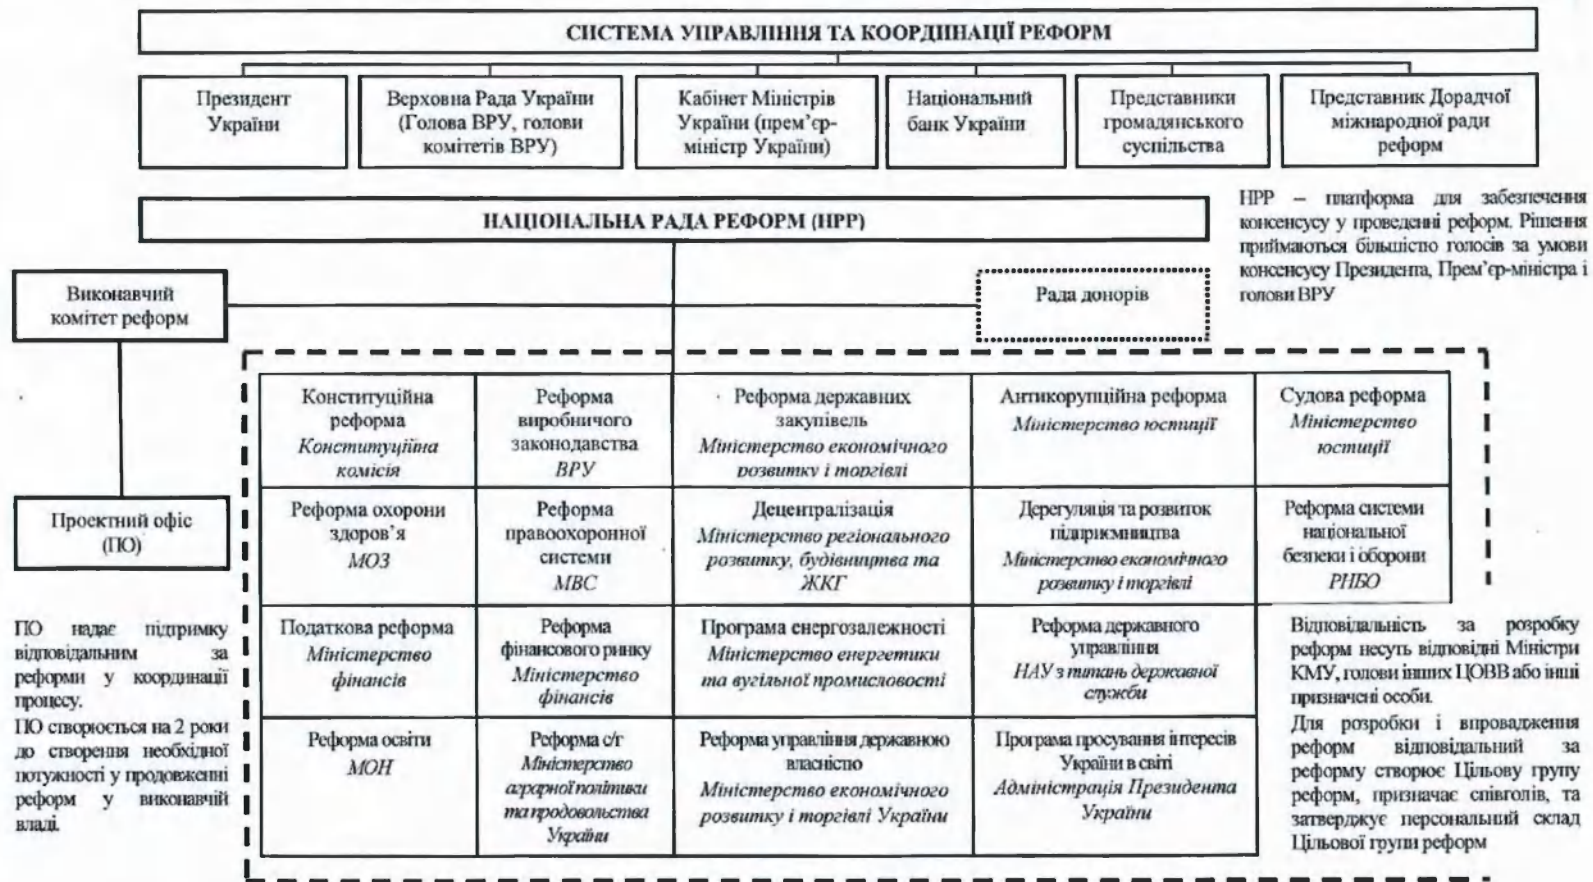 СИСТЕМА УПРАВЛІННЯ ТА КООРДИНАЦІЇ РЕФОРМ
Президент
України
Верховна Рада України
(Голова ВРУ, голови
комітетів ВРУ)
Кабінет Міністрів
України (прем’єр-
міністр України)
Національний
банк України
Представники
громадянського
суспільства
Представник Дорадчої
міжнародної ради
реформ
НАЦІОНАЛЬНА РАДА РЕФОРМ (НРР)
НРР – платформа для забезпечення
консенсусу у проведенні реформ. Рішення
приймаються більшістю голосів за умови
консенсусу Президента, Прем’єр-міністра і
голови ВРУ
Виконавчий
комітет реформ
Рада донорів
Проектний офіс
(ПО)
ПО надає підтримку
відповідальним за
реформи у координації
процесу.
ПО створюється на 2 роки
до створення необхідної
потужності у продовженні
реформ у виконавчій
владі.
Конституційна
реформа
Конституційна
комісія
Реформа
виробничого
законодавства
ВРУ
Реформа державних
закупівель
Міністерство економічного
розвитку і торгівлі
Антикорупційна реформа
Міністерство юстиції
Судова реформа
Міністерство
юстиції
Реформа охорони
здоров’я
МОЗ
Реформа
правоохоронної
системи
МВС
Децентралізація
Міністерство регіонального
розвитку, будівництва та
ЖКГ
Дерегуляція та розвиток
підприємництва
Міністерство економічного
розвитку і торгівлі
Реформа системи
національної
безпеки і оборони
РНБО
Податкова реформа
Міністерство
фінансів
Реформа
фінансового ринку
Міністерство
фінансів
Програма енергозалежності
Міністерство енергетики
та вугільної промисловості
Реформа державного
управління
НАУ з питань державної
служби
Реформа освіти
МОН
Реформа с/г
Міністерство
аграрної політики
та продовольства
України
Реформа управління державною
власністю
Міністерство економічного
розвитку і торгівлі України
Програма просування інтересів
України в світі
Адміністрація Президента
України
Відповідальність за розробку
реформ несуть відповідні Міністри
КМУ, голови інших ЦОВВ або інші
призначені особи.
Для розробки і впровадження
реформ відповідальний за
реформу створює Цільову групу
реформ, призначає співголів, та
затверджує персональний склад
Цільової групи реформ